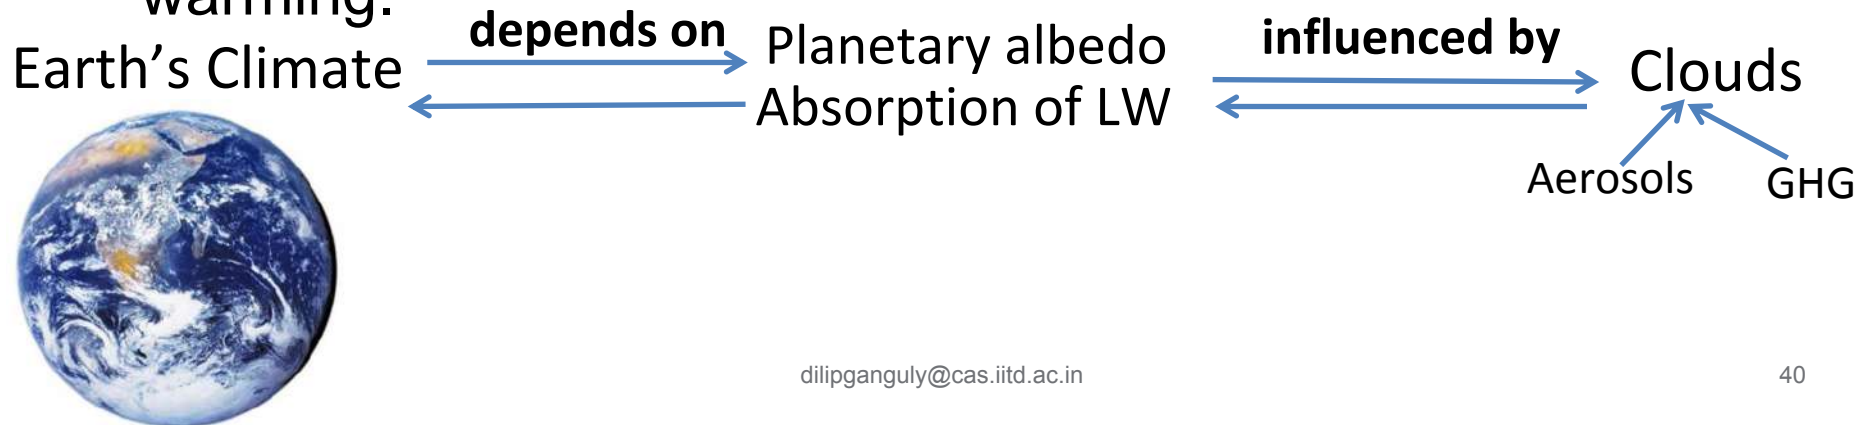 warming.
depends on
influenced by
Earth’s Climate
Planetary albedo
Absorption of LW
Clouds
Aerosols
GHG
dilipganguly@cas.iitd.ac.in
40